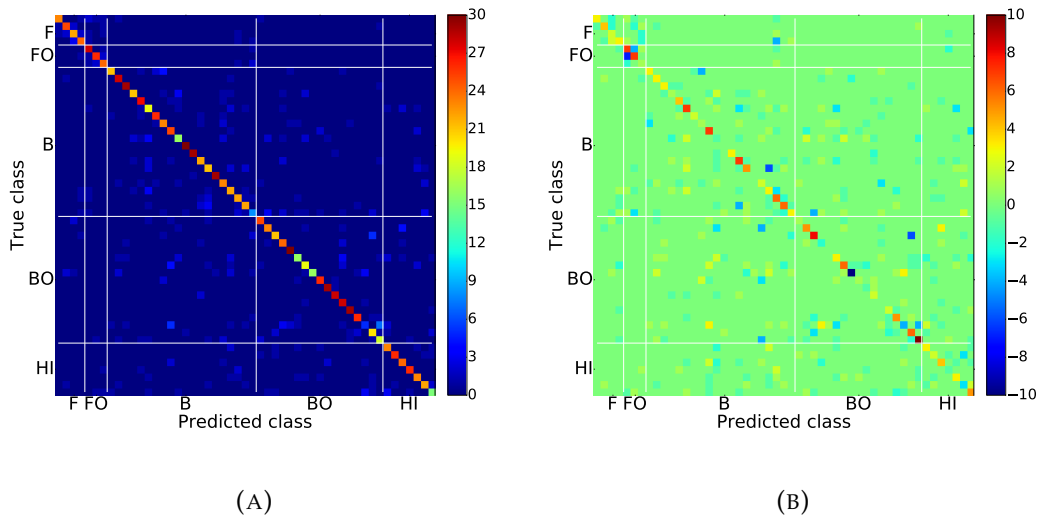 F
FO
B
BO
HI
True class
F FO B BO HI
Predicted class
30
27
24
21
18
15
12
9
6
3
0
(A)
F
FO
B
BO
HI
True class
F FO B BO HI
Predicted class
10
8
6
4
2
0
−2
−4
−6
−8
−10
(B)